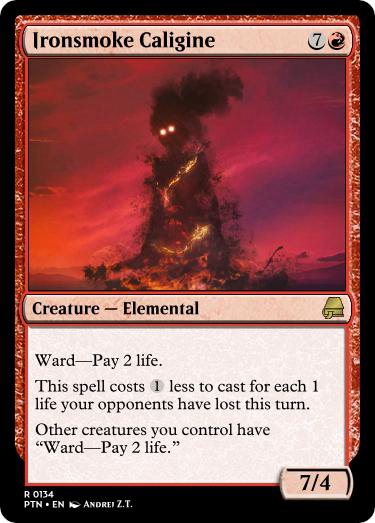 Ironsmoke Caligine 7
Creature — Elemental
Ward—Pay 2 life.
This spell costs 1 less to cast for each 1
life your opponents have lost this turn.
Other creatures you control have
“Ward—Pay 2 life.”
7/4
R 0134
PTN • EN Andrej Z.T.